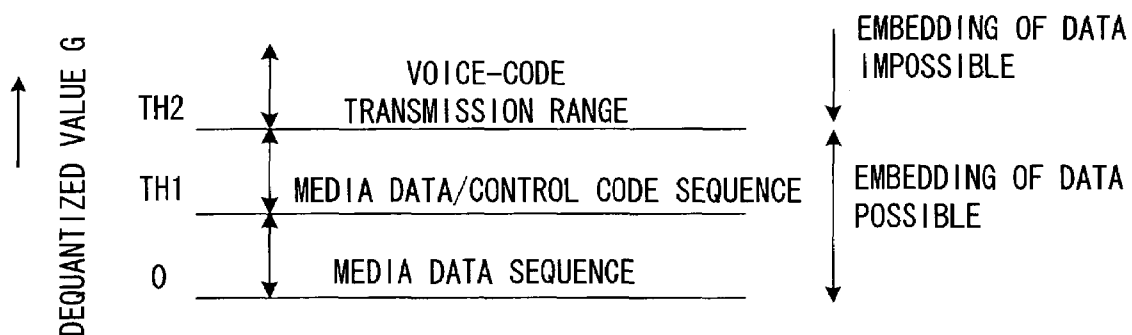 DEQUANTIZED VALUE G
TH2
VOICE-CODE
TRANSMISSION RANGE
EMBEDDING OF DATA
IMPOSSIBLE
TH1
MEDIA DATA/CONTROL CODE SEQUENCE
EMBEDDING OF DATA
POSSIBLE
0
MEDIA DATA SEQUENCE